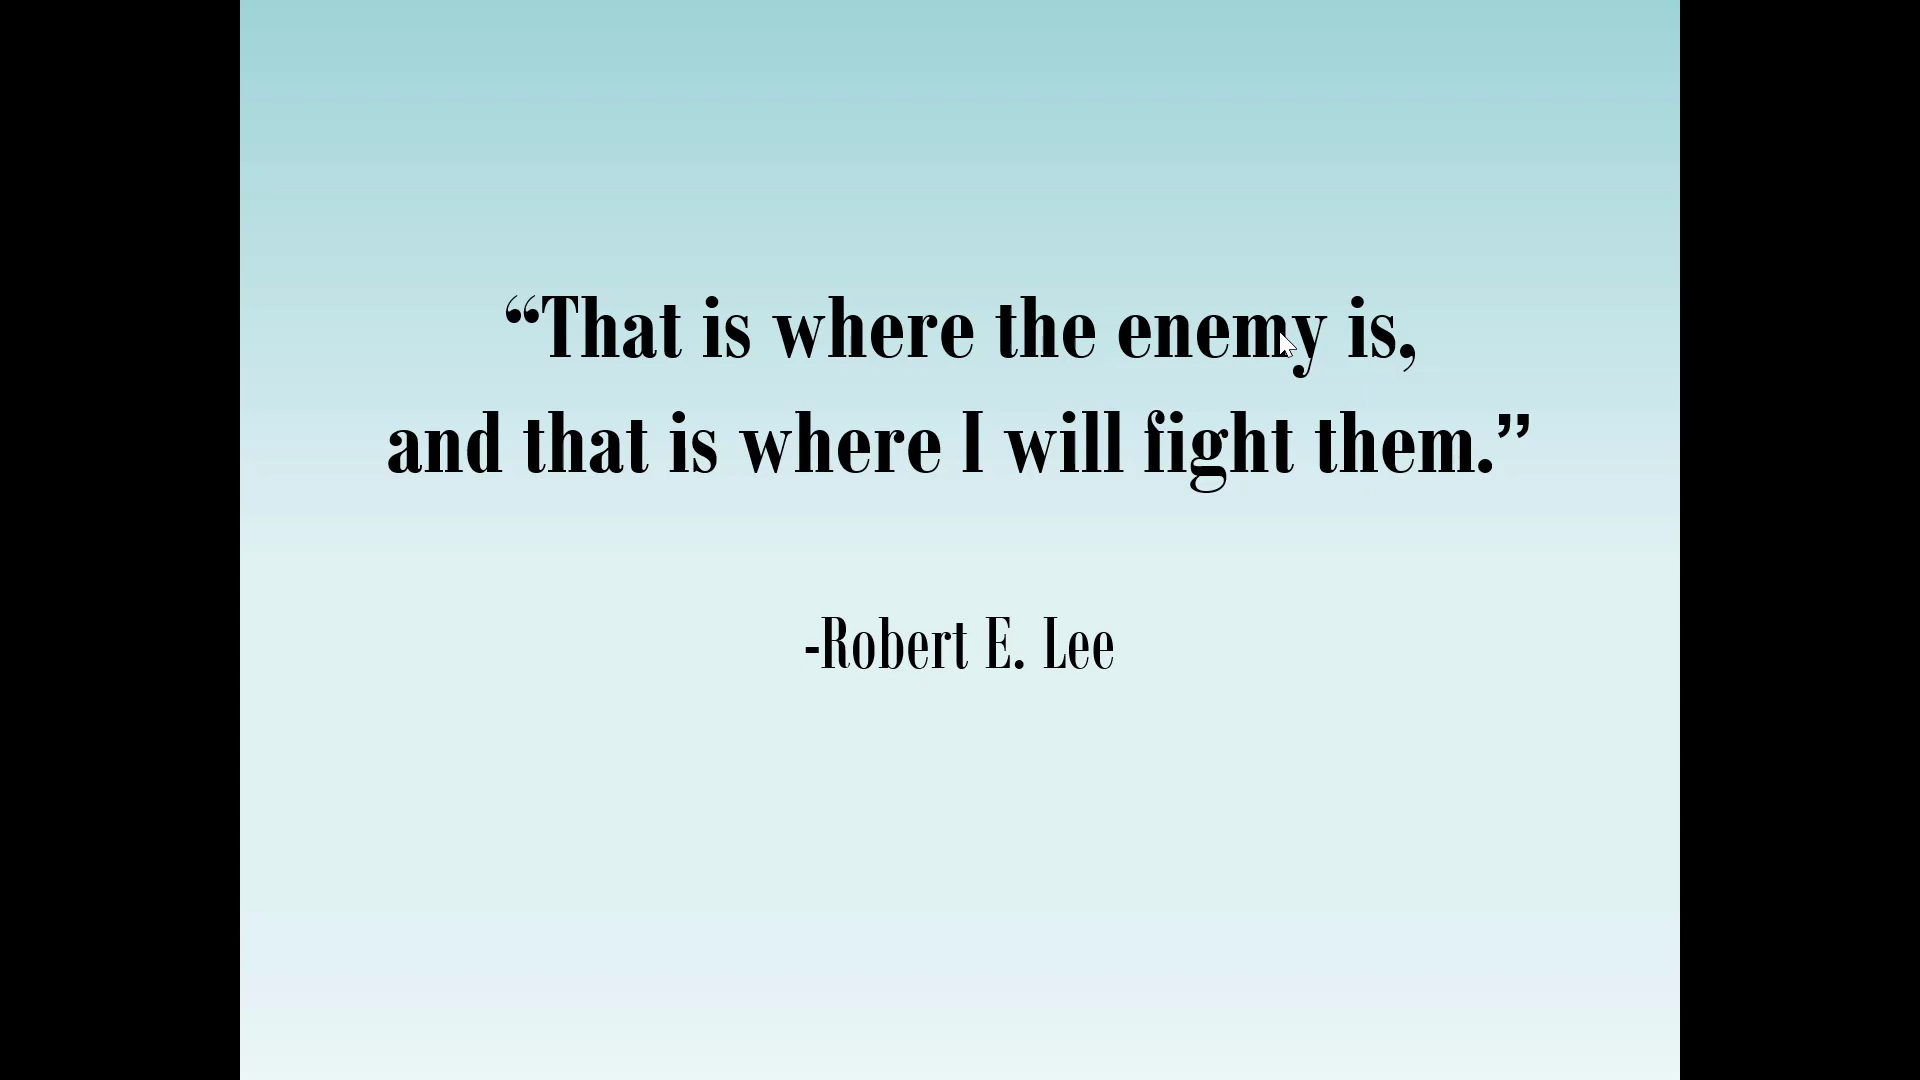 “That is where the enemy is,
and that is where I will fight them.”
-Robert E. Lee